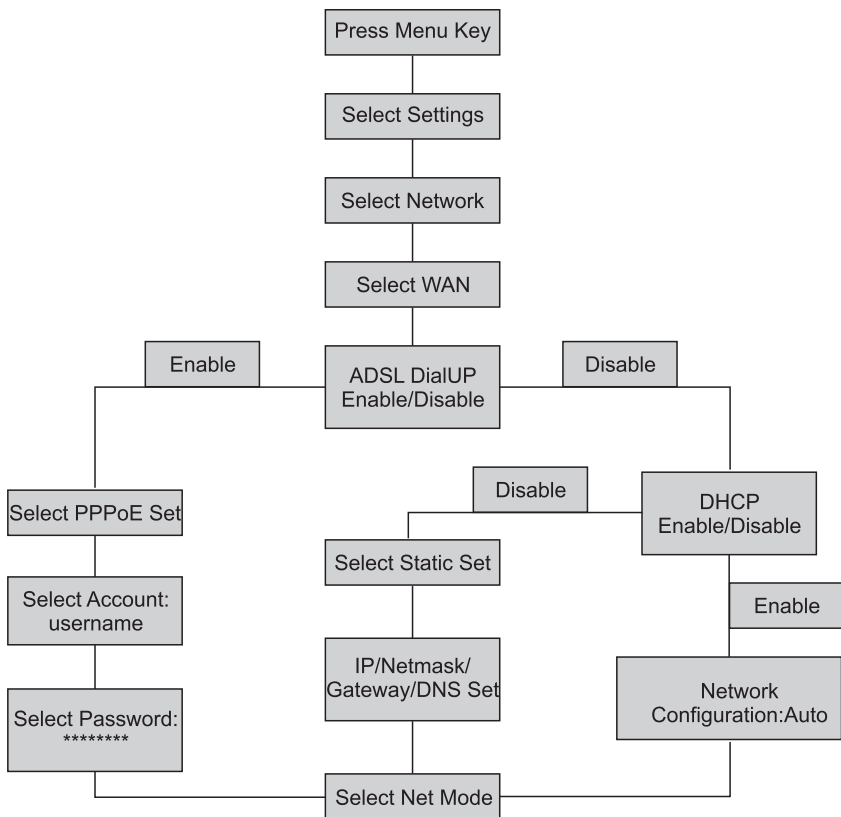 Press Menu Key
Select Settings
Select Network
Select WAN
Enable
ADSL DialUP
Enable/Disable
Disable
Select PPPoE Set
Disable
DHCP
Enable/Disable
Select Static Set
Select Account:
username
Enable
IP/Netmask/
Gateway/DNS Set
Network
Configuration:Auto
Select Password:
********
Select Net Mode